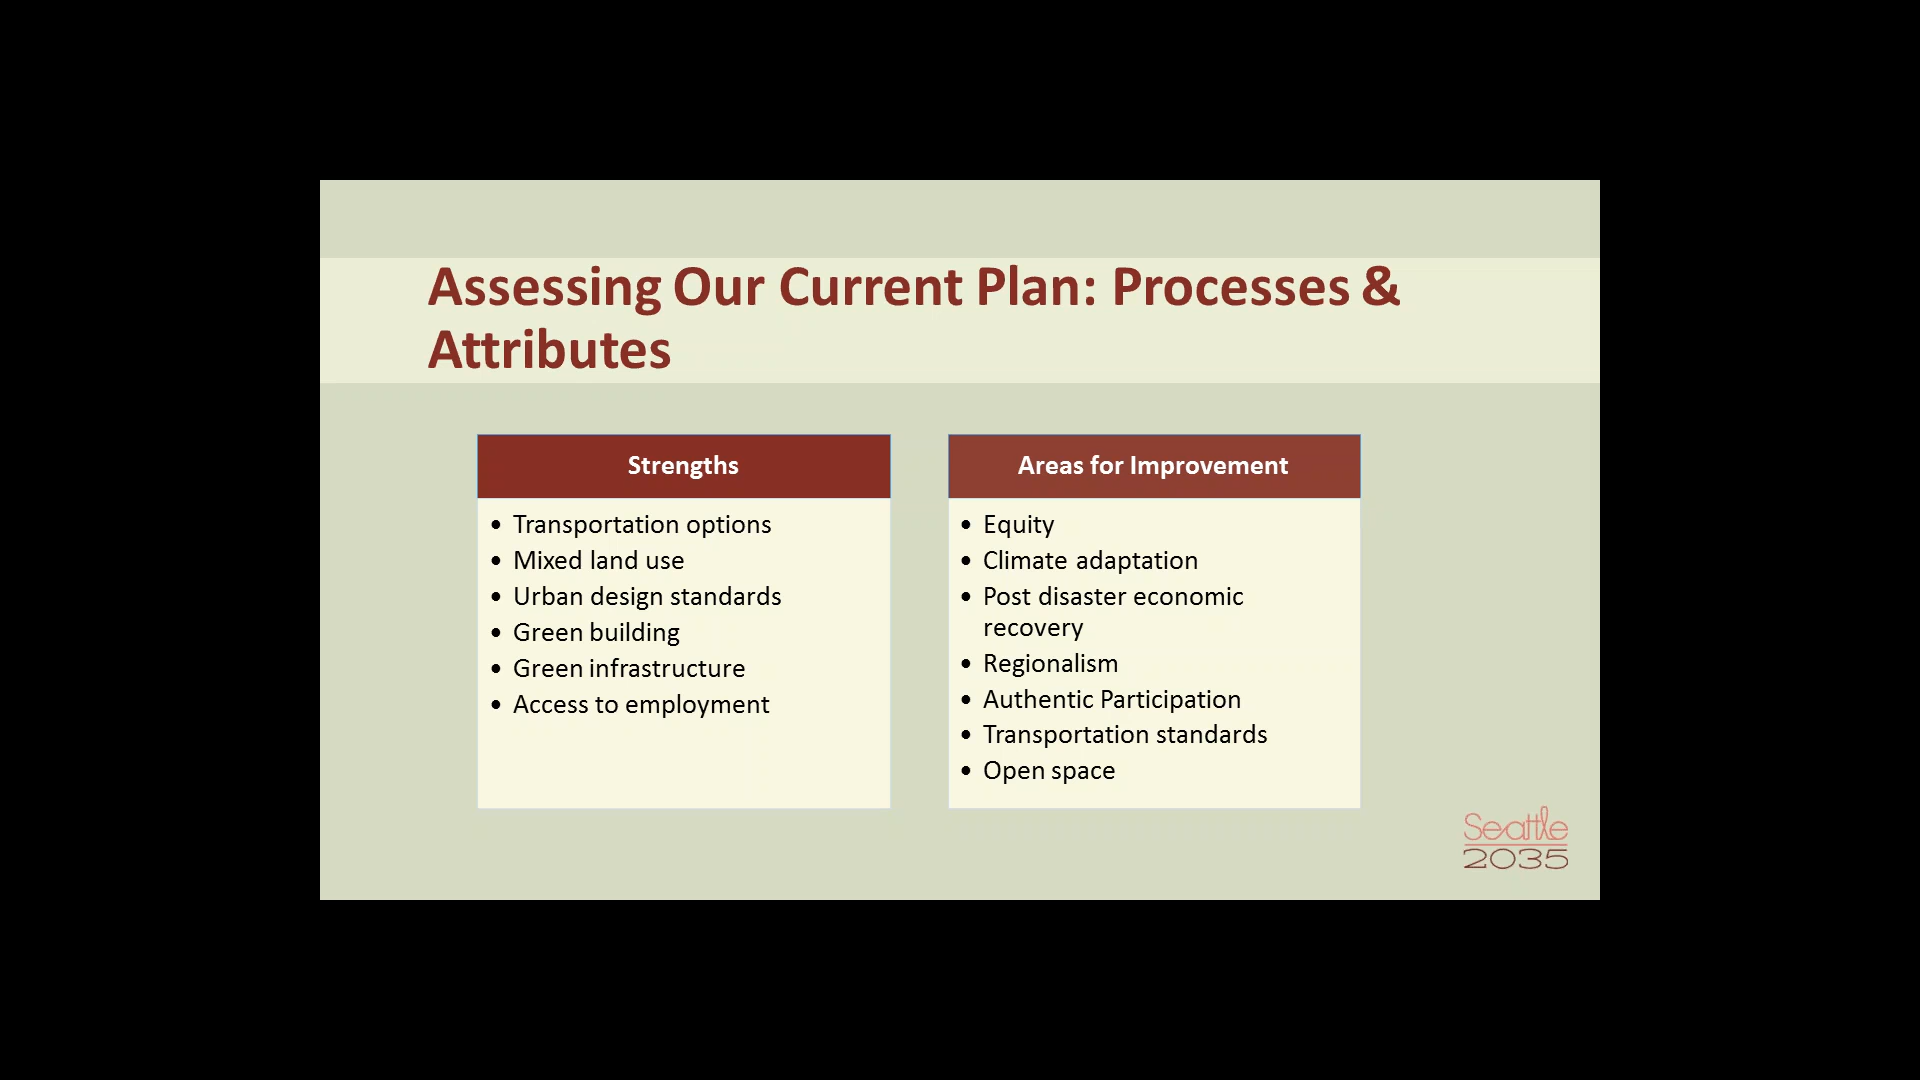 Assessing Our Current Plan: Processes &
Attributes
Strengths
• Transportation options
• Mixed land use
• Urban design standards
• Green building
• Green infrastructure
• Access to employment
Areas for Improvement
• Equity
• Climate adaptation
• Post disaster economic
recovery
• Regionalism
• Authentic Participation
• Transportation standards
• Open space
Seattle
2035